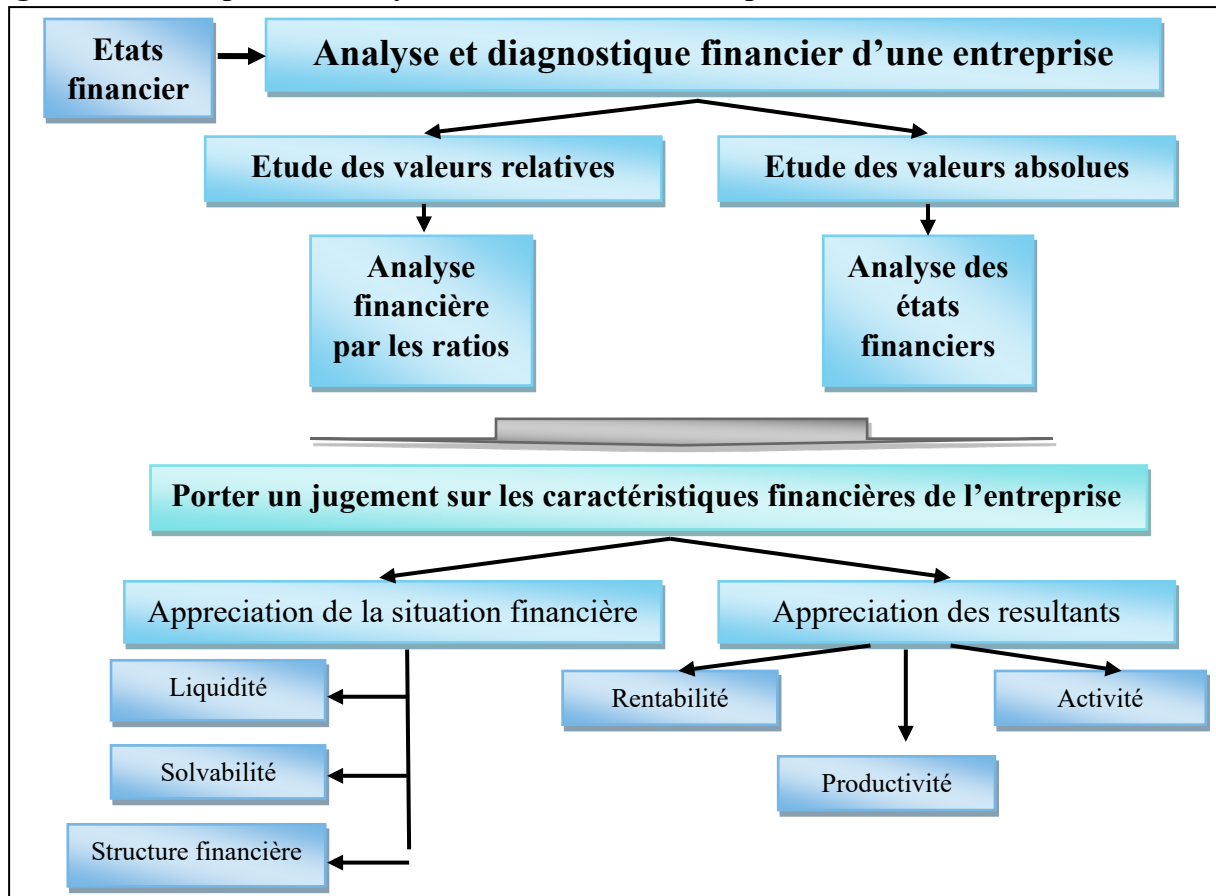 Etats
financier
Analyse et diagnostique financier d’une entreprise
Etude des valeurs relatives
Etude des valeurs absolues
Analyse
financière
par les ratios
Analyse des
états
financiers
Porter un jugement sur les caractéristiques financières de l’entreprise
Appreciation de la situation financière
Appreciation des resultants
Liquidité
Rentabilité
Activité
Solvabilité
Productivité
Structure financière